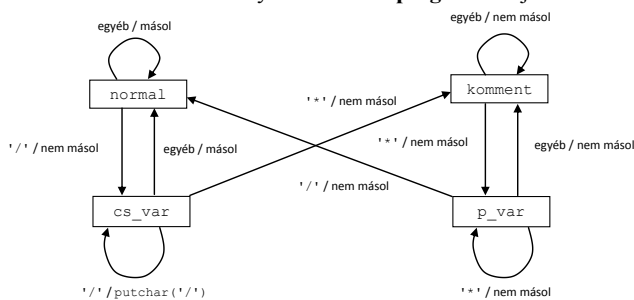 egyéb / másol
egyéb / nem másol
normal
komment
'*' / nem másol
'/' / nem másol
egyéb / másol
'*' / nem másol
egyéb / nem másol
'/' / nem másol
cs_var
p_var
'/' / putchar('/')
'*' / nem másol